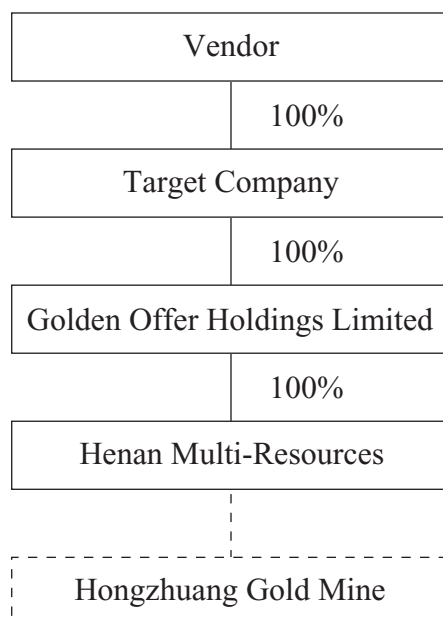 Vendor
100%
Target Company
100%
Golden Offer Holdings Limited
100%
Henan Multi-Resources
Hongzhuang Gold Mine